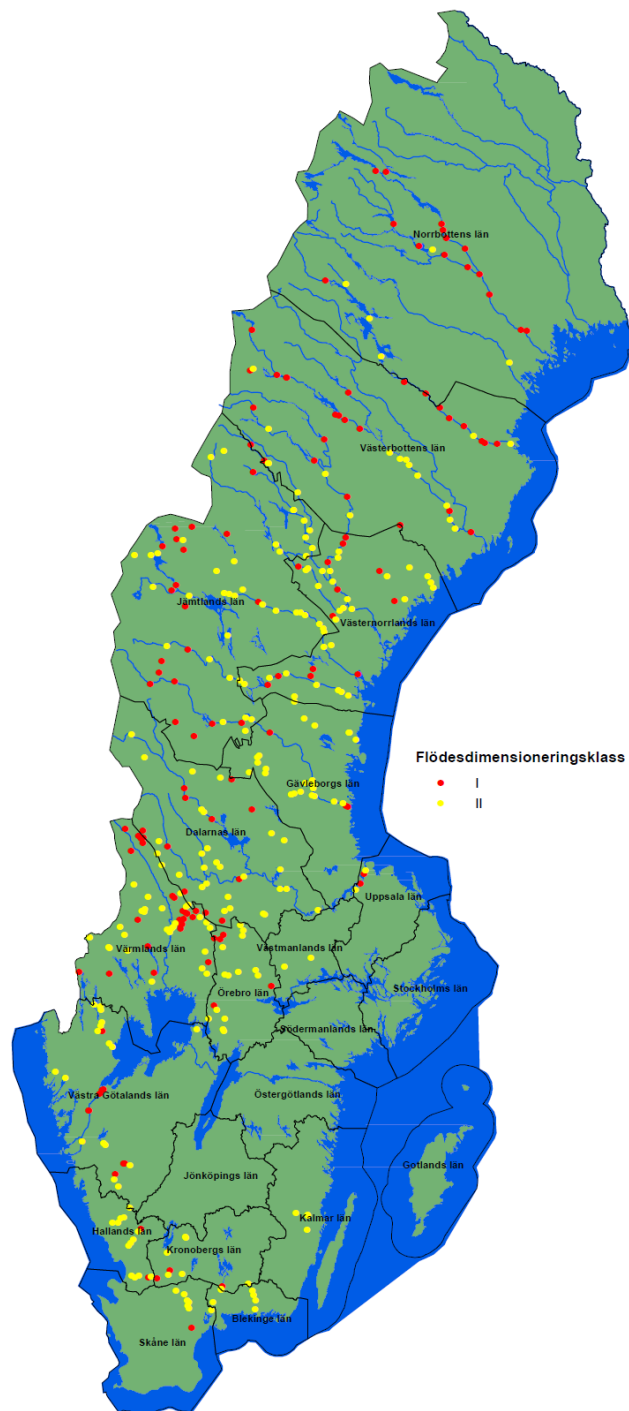 Norrbottens län
Västerbottens län
Jämtlands län
Västernorrlands län
Flödesdimensioneringsklass
I
II
Gävleborgs län
Dalarnas län
Uppsala län
Värmlands län
Västmanlands län
Stockholms län
Örebro län
Södermanlands län
Västra Götalands län
Östergötlands län
Gotlands län
Jönköpings län
Kalmar län
Hallands län
Kronobergs län
Blekinge län
Skåne län